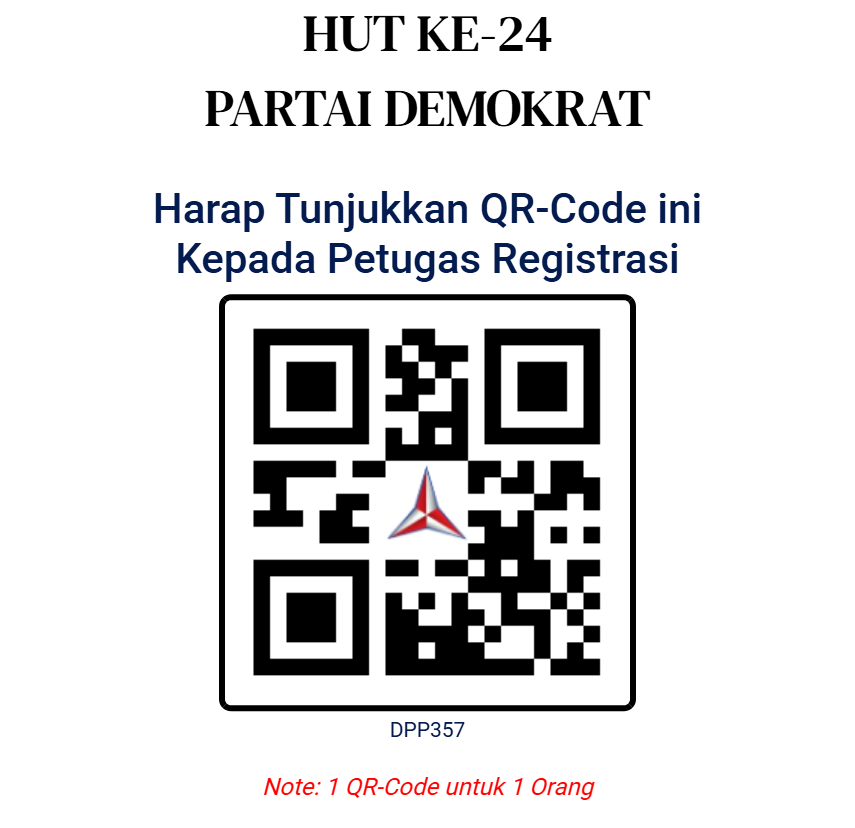 HUT KE-24
PARTAI DEMOKRAT
Harap Tunjukkan QR-Code ini
Kepada Petugas Registrasi
DPP357
Note: 1 QR-Code untuk 1 Orang